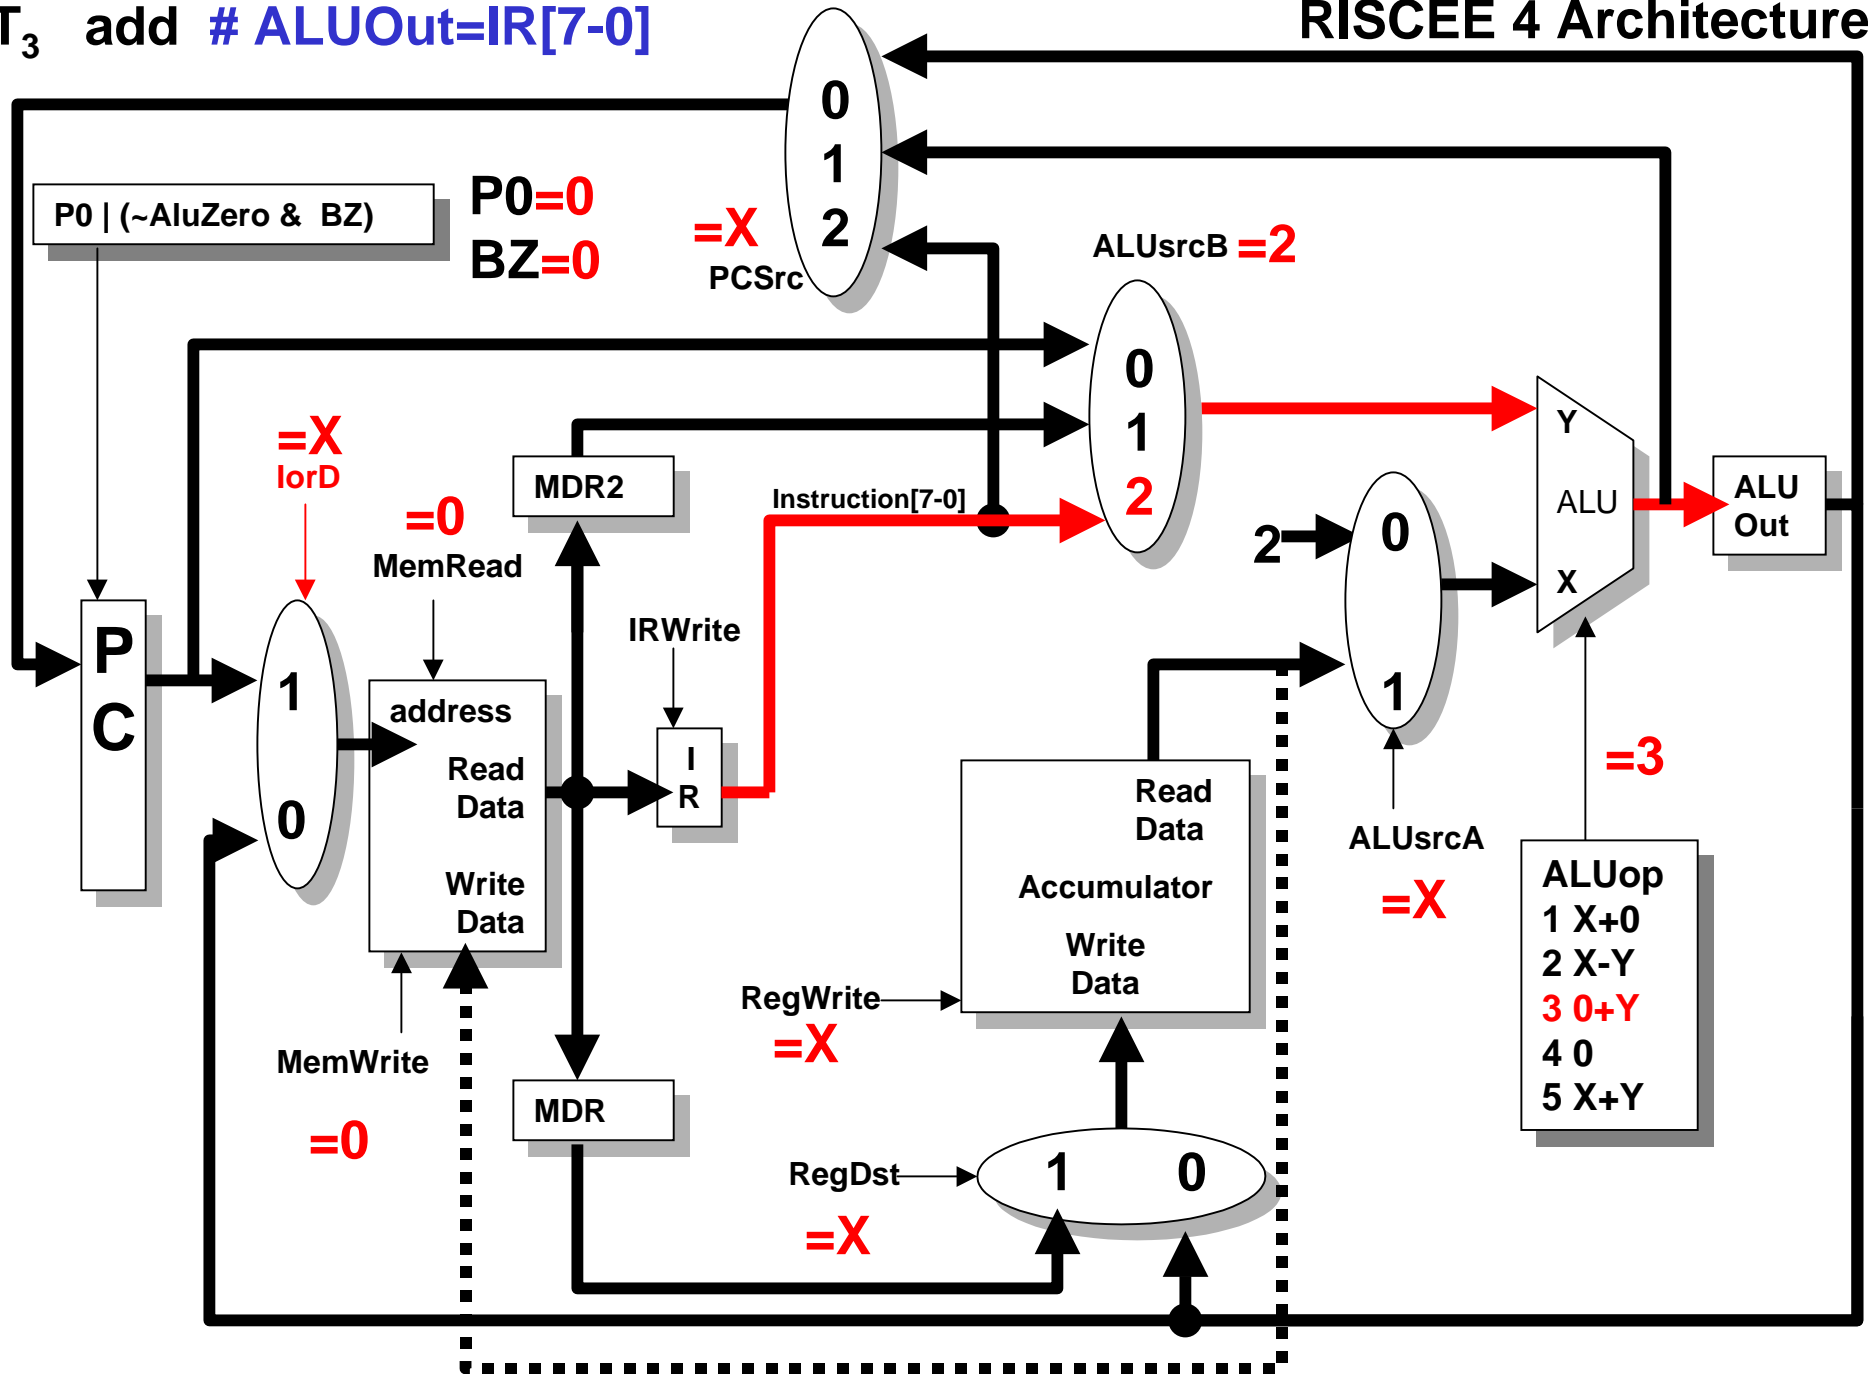 T3 add # ALUOut=IR[7-0]
RISCEE 4 Architecture
0
1
2
P0 | (~AluZero & BZ)
P0=0
BZ=0
=X
PCSrc
ALUsrcB =2
0
1
2
=X
IorD
=0
MemRead
MDR2
Instruction[7-0]
IRWrite
P
C
1
0
address
Read
Data
Write
Data
I
R
2
0
1
Y
ALU
X
ALU
Out
=3
Read
Data
Accumulator
Write
Data
ALUsrcA
=X
ALUop
1 X+0
2 X-Y
3 0+Y
4 0
5 X+Y
RegWrite
=X
MemWrite
=0
MDR
RegDst
=X
1 0